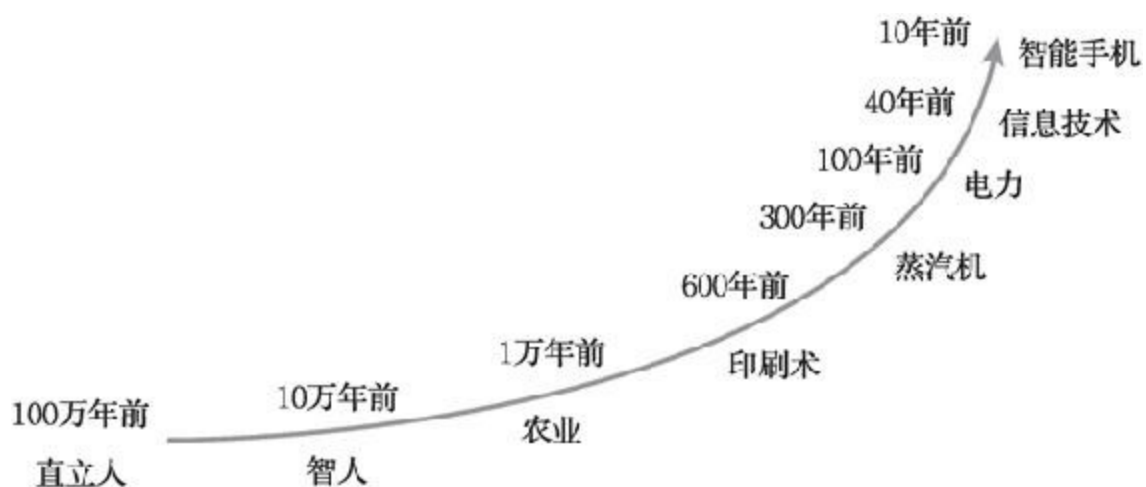 10年前
智能手机
40年前
信息技术
100年前
电力
300年前
蒸汽机
600年前
印刷术
1万年前
农业
10万年前
智人
100万年前
直立人